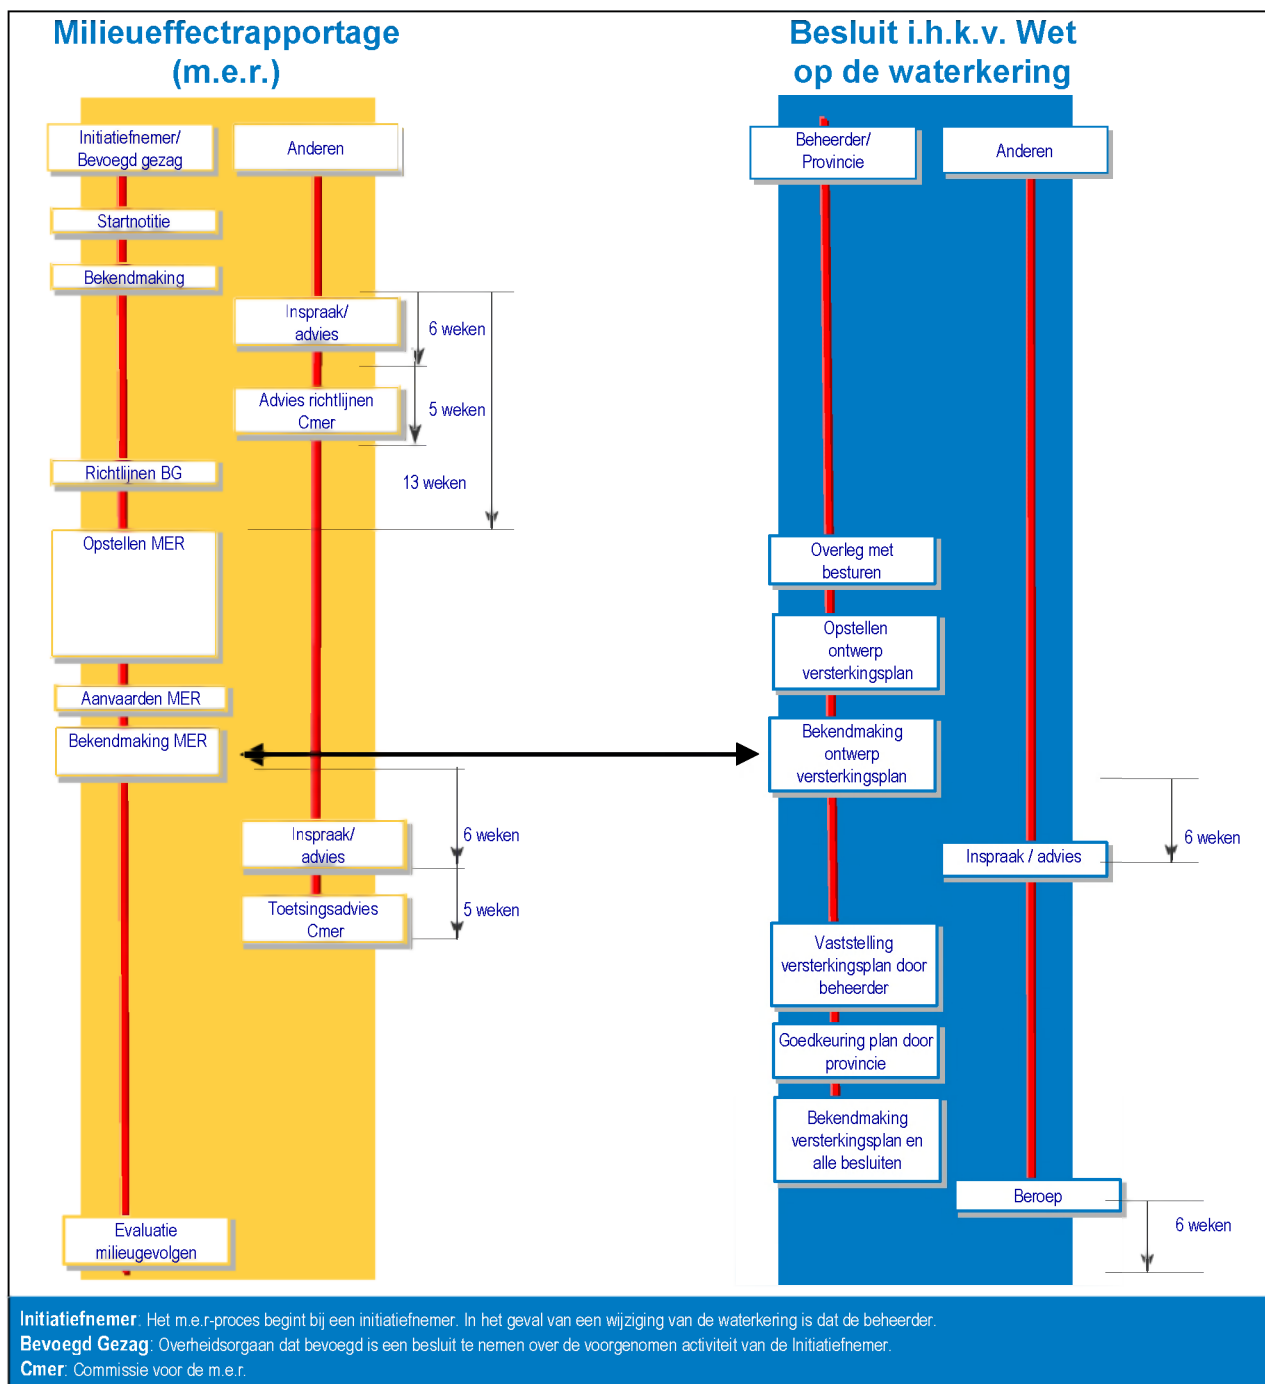 Milieueffectrapportage
(m.e.r.)
Initiatiefnemer/
Bevoegd gezag
Anderen
Startnotitie
Bekendmaking
Inspraak/
advies
6 weken
Advies richtlijnen
Cmer
5 weken
Richtlijnen BG
13 weken
Opstellen MER
Aanvaarden MER
Bekendmaking MER
Inspraak/
advies
6 weken
Toetsingsadvies
Cmer
5 weken
Evaluatie
milieugevolgen
Besluit i.h.k.v. Wet
op de waterkering
Beheerder/
Provincie
Anderen
Overleg met
besturen
Opstellen
ontwerp
versterkingsplan
Bekendmaking
ontwerp
versterkingsplan
6 weken
Inspraak / advies
Vaststelling
versterkingsplan door
beheerder
Goedkeuring plan door
provincie
Bekendmaking
versterkingsplan en
alle besluiten
Beroep
6 weken
Initiatiefnemer: Het m.e.r-proces begint bij een initiatiefnemer. In het geval van een wijziging van de waterkering is dat de beheerder.
Bevoegd Gezag: Overheidsorgaan dat bevoegd is een besluit te nemen over de voorgenomen activiteit van de Initiatiefnemer.
Cmer: Commissie voor de m.e.r.